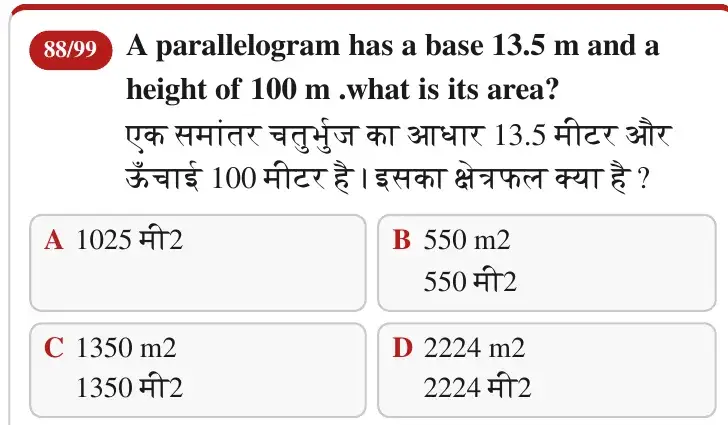 88/99 A parallelogram has a base 13.5 m and a
height of 100 m .what is its area?
एक समांतर चतुर्भुज का आधार 13.5 मीटर और
ऊँचाई 100 मीटर है। इसका क्षेत्रफल क्या है ?
A 1025 मी2
B 550 m2
550 मी2
C 1350 m2
1350 मी2
D 2224 m2
2224 मी2